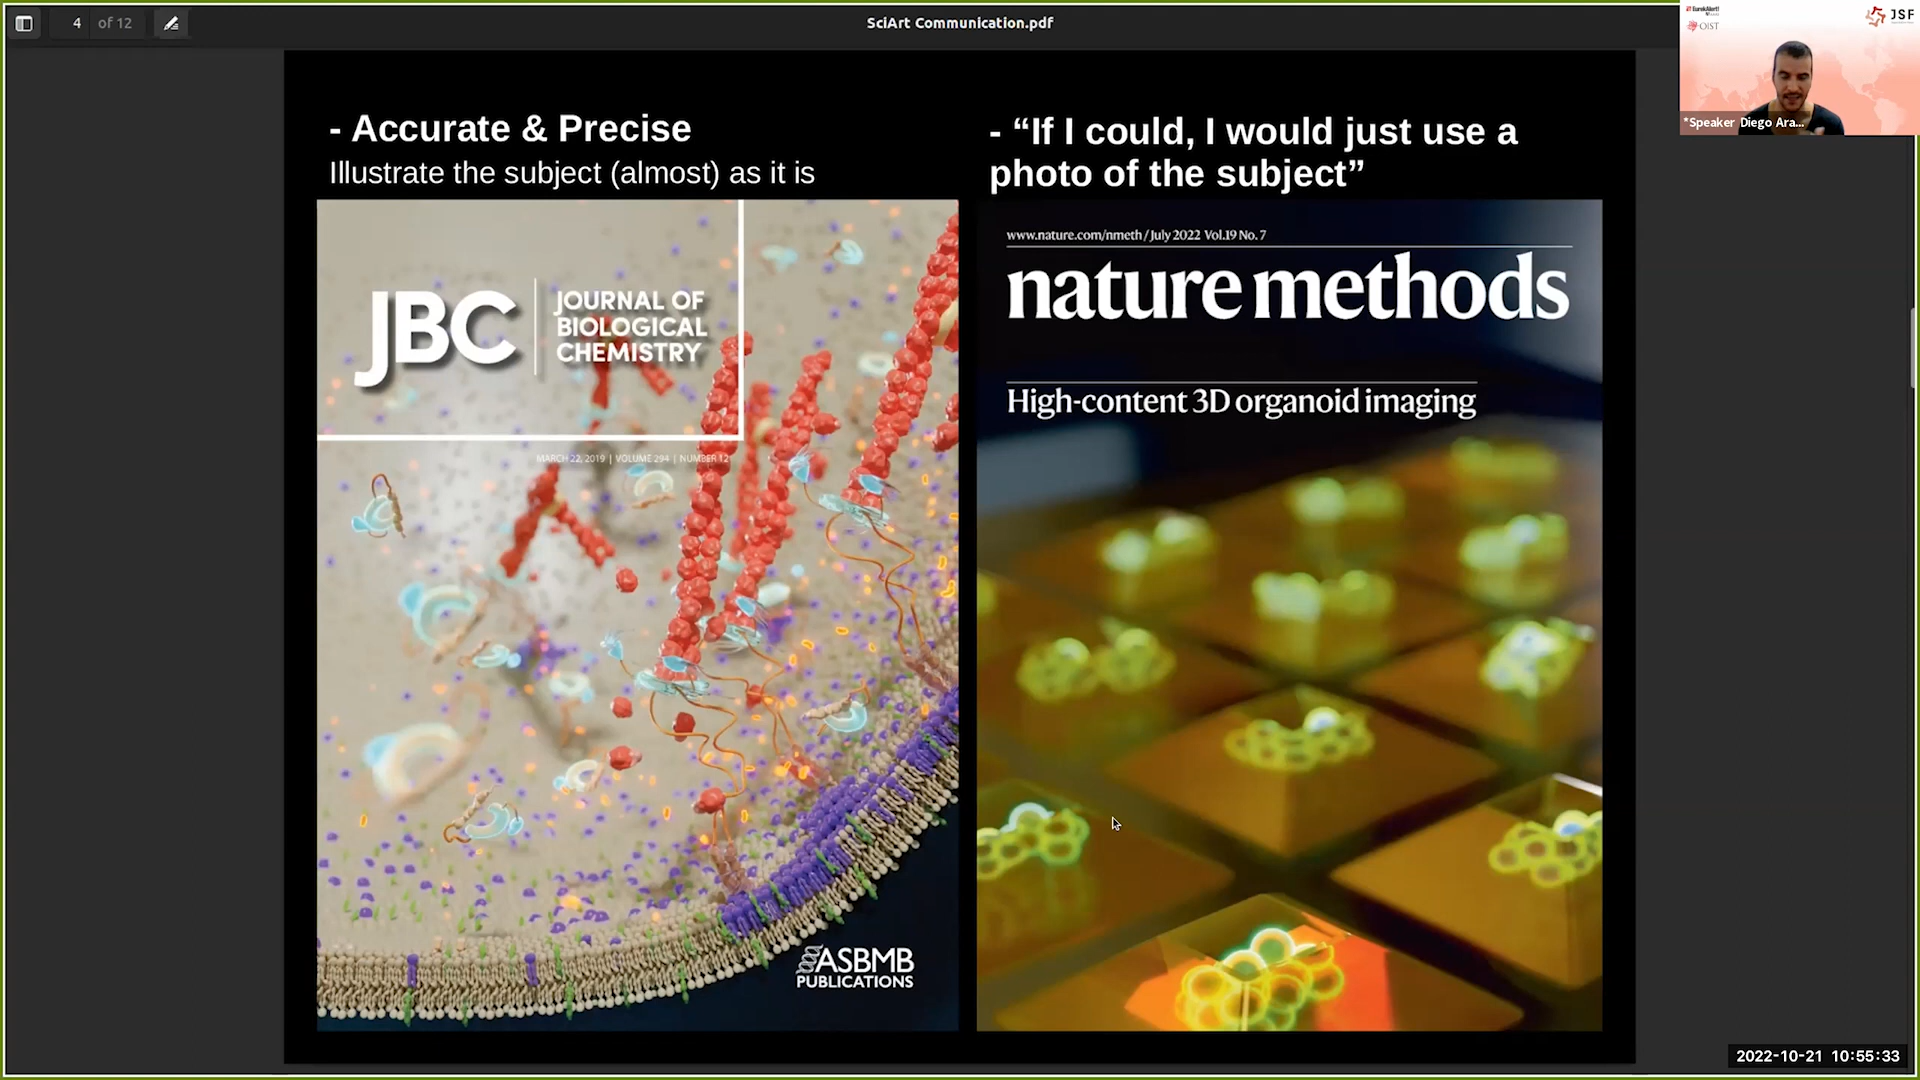 4 of 12
SciArt Communication.pdf
EurekAlert!
OIST
JSF
*Speaker Diego Ara...
- Accurate & Precise
Illustrate the subject (almost) as it is
- “If I could, I would just use a
photo of the subject”
JBC
JOURNAL OF
BIOLOGICAL
CHEMISTRY
MARCH 22, 2019 | VOLUME 294 | NUMBER 12
ASBMB
PUBLICATIONS
www.nature.com/nmeth / July 2022 Vol.19 No. 7
nature methods
High-content 3D organoid imaging
2022-10-21 10:55:33